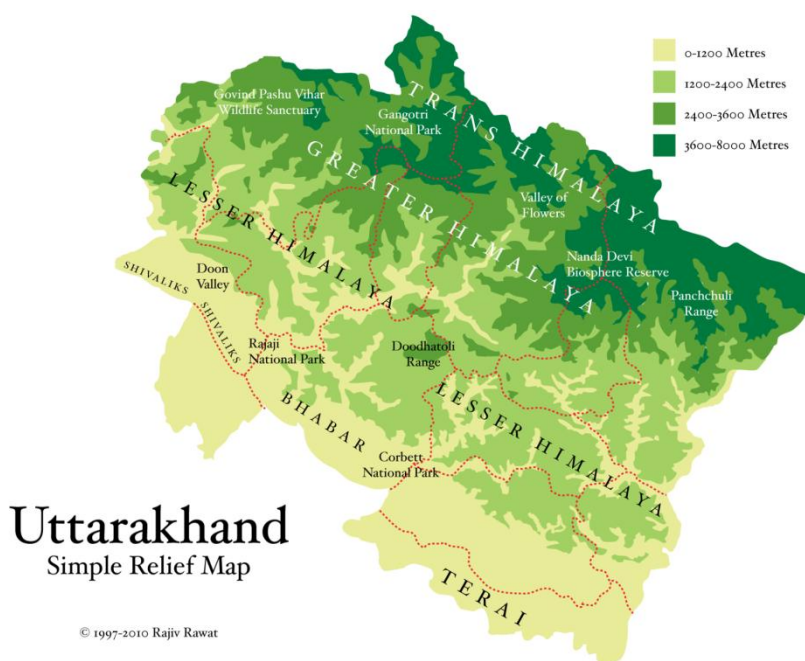 0-1200 Metres
1200-2400 Metres
2400-3600 Metres
3600-8000 Metres
Govind Pashu Vihar
Wildlife Sanctuary
Gangotri
National Park
TRANS HIMALAYA
GREATER HIMALAYA
Valley of
Flowers
LESSER HIMALAYA
Nanda Devi
Biosphere Reserve
SHIVALIKS
Doon
Valley
Panchchuli
Range
SHIVALIKS
Rajaji
National Park
Doodhatoli
Range
BHABAR
LESSER HIMALAYA
Corbett
National Park
TERAI
Uttarakhand
Simple Relief Map
© 1997-2010 Rajiv Rawat